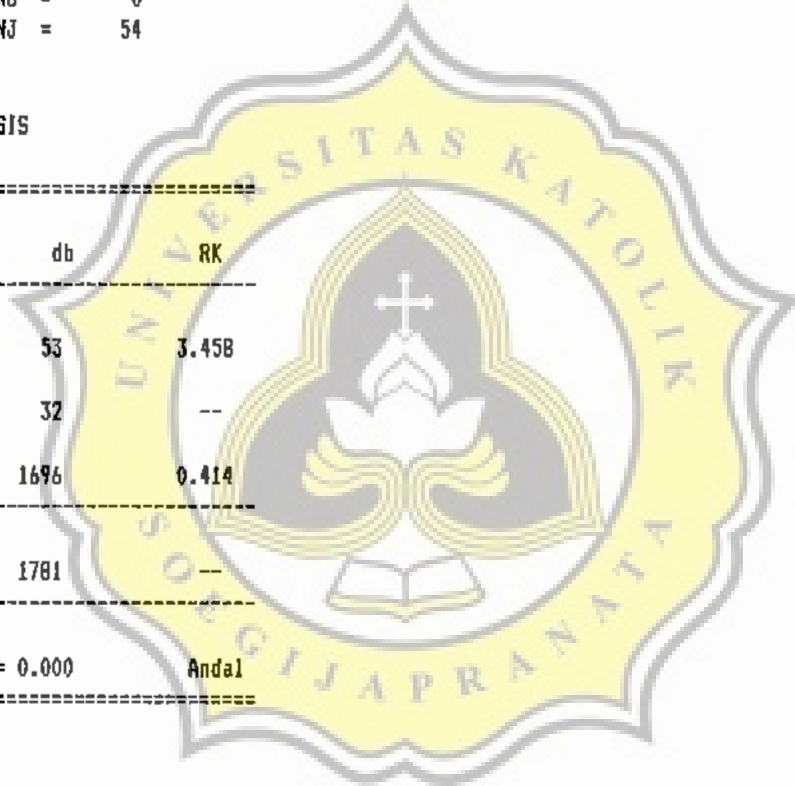 NJ = 54
SIS
db RK
53 3.458
32 --
1696 0.414
1781 --
= 0.000 Andal
UNIVERSITAS KATOLIK
SOEGIJAPRANATA